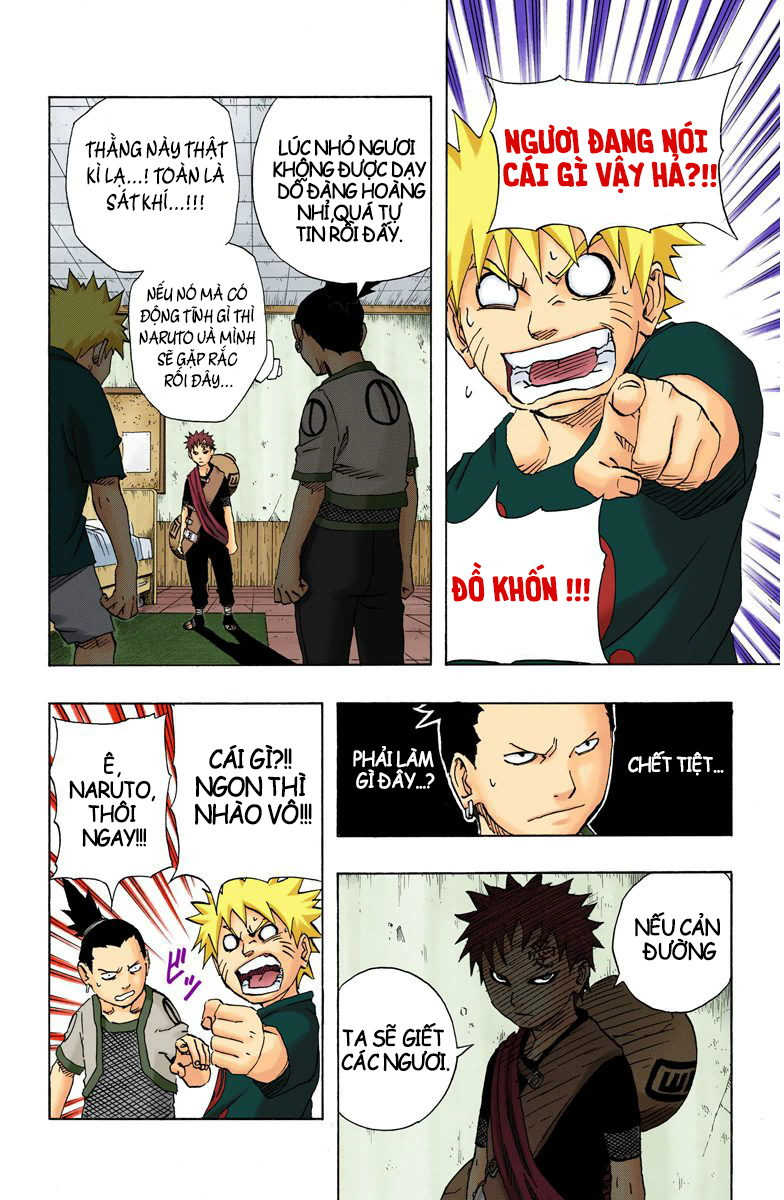 NGƯƠI ĐANG NÓI
CÁI GÌ VẬY HẢ?!!
ĐỒ KHỐN !!!
LÚC NHỎ NGƯƠI
KHÔNG ĐƯỢC DẠY
DỖ ĐÀNG HOÀNG
NHỈ,QUÁ TỰ
TIN RỒI ĐẤY.
THẰNG NÀY THẬT
KÌ LẠ...! TOÀN LÀ
SÁT KHÍ...!!!
NẾU NÓ MÀ CÓ
ĐỘNG TĨNH GÌ THÌ
NARUTO VÀ MÌNH
SẼ GẶP RẮC
RỐI ĐÂY...
CHẾT TIỆT...
PHẢI LÀM
GÌ ĐÂY...?
NẾU CẢN
ĐƯỜNG
TA SẼ GIẾT
CÁC NGƯƠI.
CÁI GÌ?!!
NGON THÌ
NHÀO VÔ!!!
Ê,
NARUTO,
THÔI
NGAY!!!